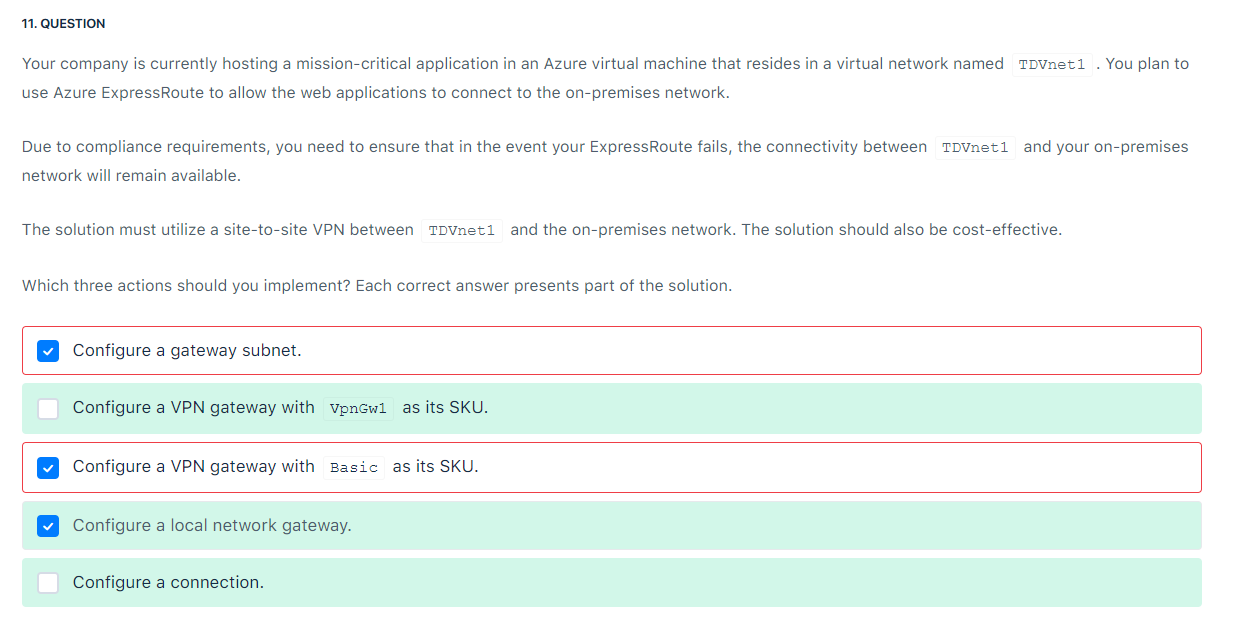 11. QUESTION
Your company is currently hosting a mission-critical application in an Azure virtual machine that resides in a virtual network named TDVnet1 . You plan to
use Azure ExpressRoute to allow the web applications to connect to the on-premises network.
Due to compliance requirements, you need to ensure that in the event your ExpressRoute fails, the connectivity between TDVnet1 and your on-premises
network will remain available.
The solution must utilize a site-to-site VPN between TDVnet1 and the on-premises network. The solution should also be cost-effective.
Which three actions should you implement? Each correct answer presents part of the solution.
Configure a gateway subnet.
Configure a VPN gateway with VpnGw1 as its SKU.
Configure a VPN gateway with Basic as its SKU.
Configure a local network gateway.
Configure a connection.